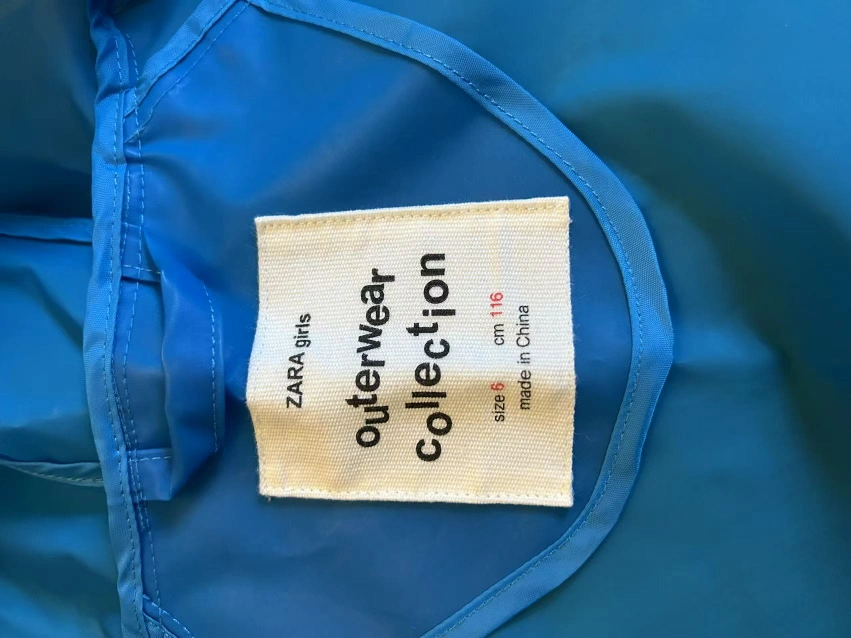 ZARA girls
outerwear
collection
size 6 cm 116
made in China